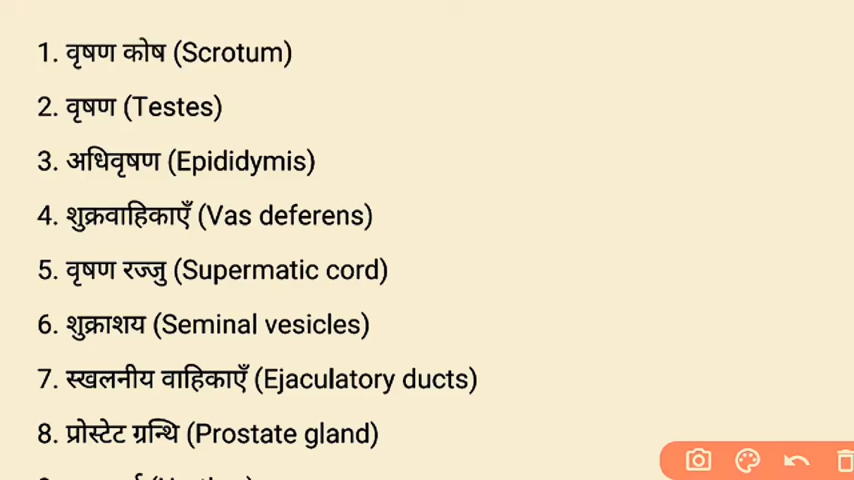 1. वृषण कोष (Scrotum)
2. वृषण (Testes)
3. अधिवृषण (Epididymis)
4. शुक्रवाहिकाएँ (Vas deferens)
5. वृषण रज्जु (Supermatic cord)
6. शुक्राशय (Seminal vesicles)
7. स्खलनीय वाहिकाएँ (Ejaculatory ducts)
8. प्रोस्टेट ग्रन्थि (Prostate gland)